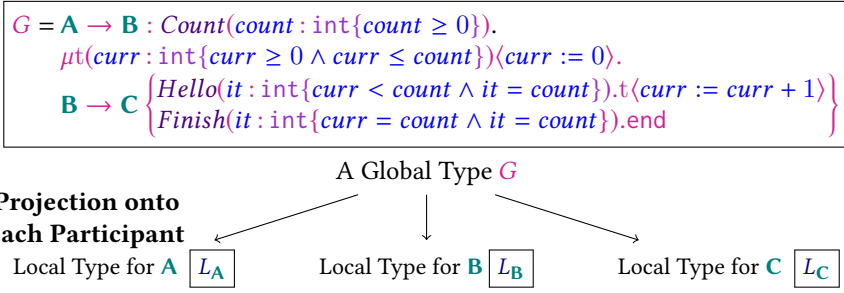 G = A → B : Count(count : int{count ≥ 0}).
μt(curr : int{curr ≥ 0 ∧ curr ≤ count})⟨curr := 0⟩.
B → C { Hello(it : int{curr < count ∧ it = count}).t⟨curr := curr + 1⟩
Finish(it : int{curr = count ∧ it = count}).end }
A Global Type G
Projection onto
ach Participant
Local Type for A L_A
Local Type for B L_B
Local Type for C L_C